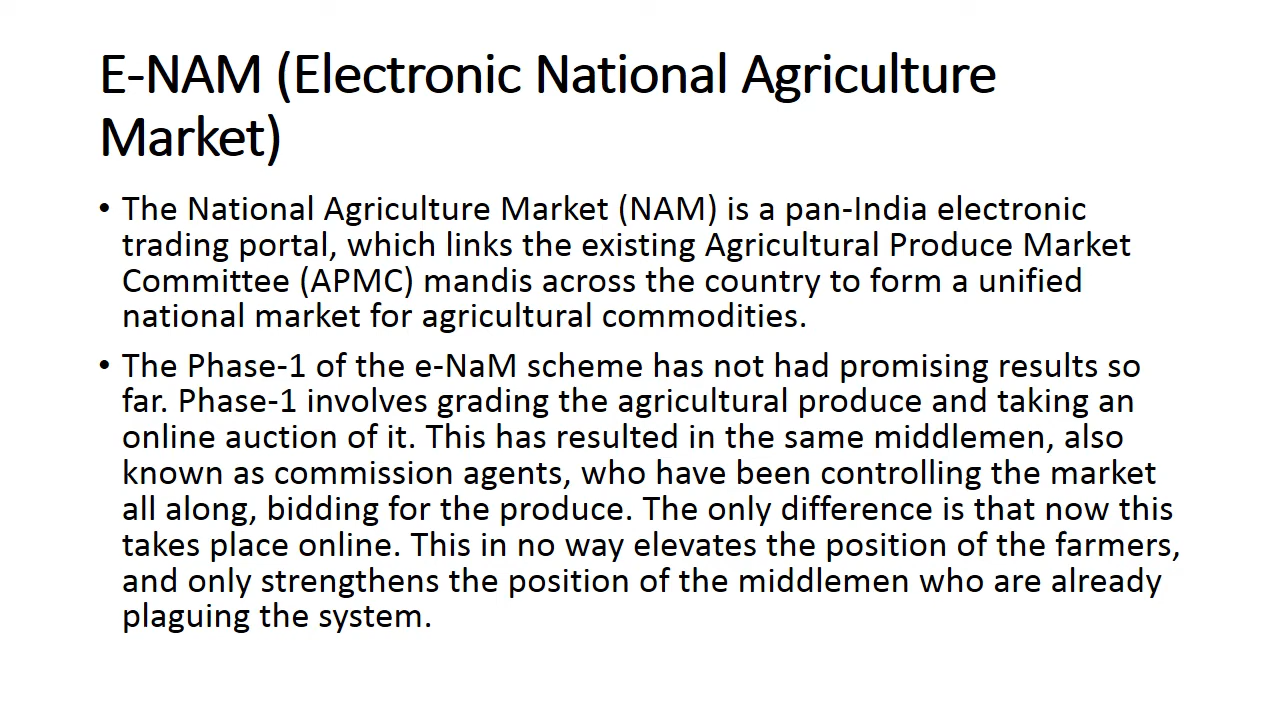 E-NAM (Electronic National Agriculture
Market)
• The National Agriculture Market (NAM) is a pan-India electronic
trading portal, which links the existing Agricultural Produce Market
Committee (APMC) mandis across the country to form a unified
national market for agricultural commodities.
• The Phase-1 of the e-NaM scheme has not had promising results so
far. Phase-1 involves grading the agricultural produce and taking an
online auction of it. This has resulted in the same middlemen, also
known as commission agents, who have been controlling the market
all along, bidding for the produce. The only difference is that now this
takes place online. This in no way elevates the position of the farmers,
and only strengthens the position of the middlemen who are already
plaguing the system.